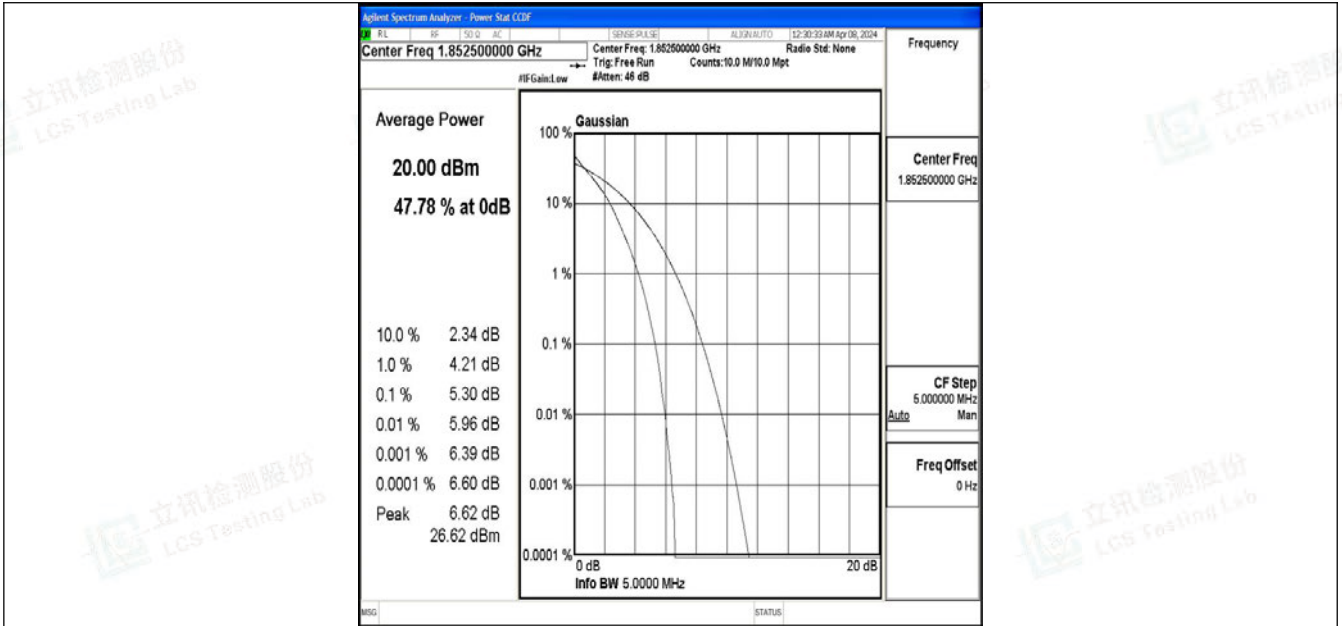 Agilent Spectrum Analyzer - Power Stat CCDF
RL RF 50 Ω AC SENSE:PULSE ALIGN AUTO 12:30:33 AM Apr 08, 2024
Center Freq 1.852500000 GHz
Center Freq: 1.852500000 GHz Radio Std: None
Trig: Free Run Counts:10.0 M/10.0 Mpt
#IFGain:Low #Atten: 46 dB
Frequency
Average Power
20.00 dBm
47.78 % at 0dB
10.0 % 2.34 dB
1.0 % 4.21 dB
0.1 % 5.30 dB
0.01 % 5.96 dB
0.001 % 6.39 dB
0.0001 % 6.60 dB
Peak 6.62 dB
26.62 dBm
Gaussian
100 %
10 %
1 %
0.1 %
0.01 %
0.001 %
0.0001 %
0 dB 20 dB
Info BW 5.0000 MHz
Center Freq
1.852500000 GHz
CF Step
5.000000 MHz
Auto Man
Freq Offset
0 Hz
MSG STATUS
立讯检测股份
LCS Testing Lab
立讯检测股
LCS Testing
立讯检测股份
LCS Testing Lab
立讯检测股份
LCS Testing Lab